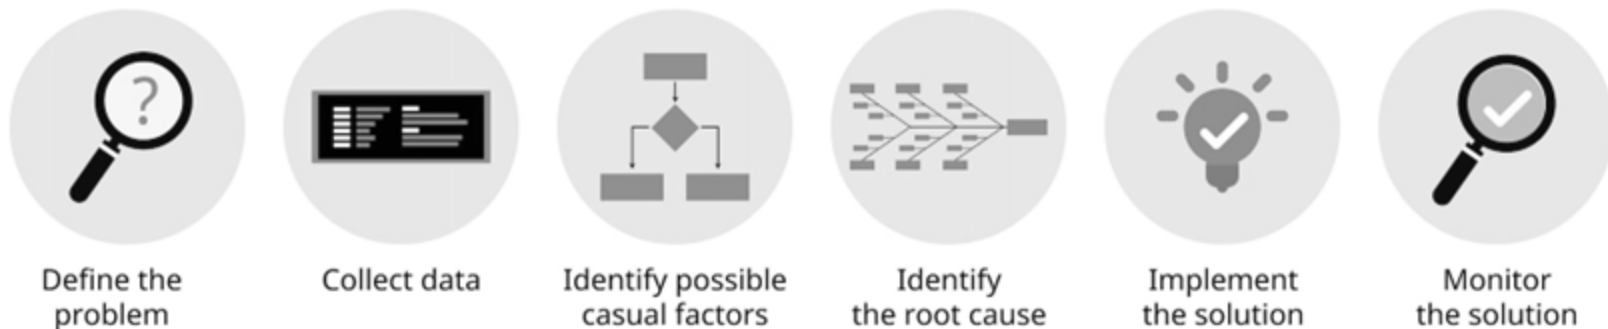 ?
Define the
problem
Collect data
Identify possible
casual factors
Identify
the root cause
Implement
the solution
Monitor
the solution